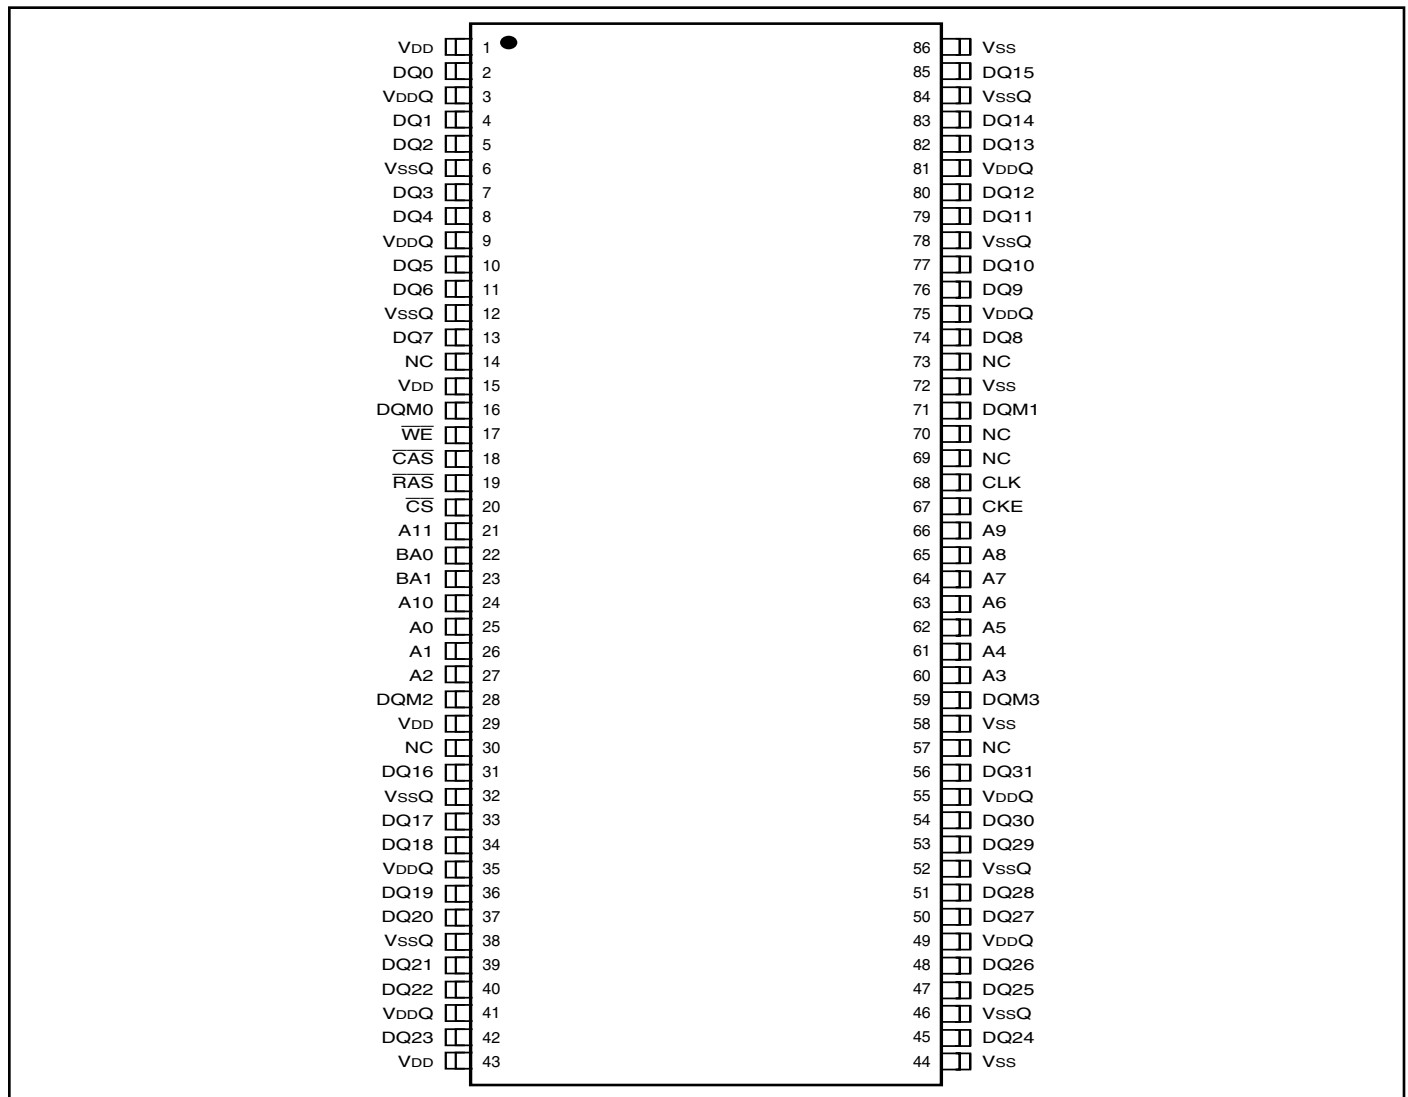 VDD 1 86 VSS
DQ0 2 85 DQ15
VDDQ 3 84 VSSQ
DQ1 4 83 DQ14
DQ2 5 82 DQ13
VSSQ 6 81 VDDQ
DQ3 7 80 DQ12
DQ4 8 79 DQ11
VDDQ 9 78 VSSQ
DQ5 10 77 DQ10
DQ6 11 76 DQ9
VSSQ 12 75 VDDQ
DQ7 13 74 DQ8
NC 14 73 NC
VDD 15 72 VSS
DQM0 16 71 DQM1
W̅E̅ 17 70 NC
C̅A̅S̅ 18 69 NC
R̅A̅S̅ 19 68 CLK
C̅S̅ 20 67 CKE
A11 21 66 A9
BA0 22 65 A8
BA1 23 64 A7
A10 24 63 A6
A0 25 62 A5
A1 26 61 A4
A2 27 60 A3
DQM2 28 59 DQM3
VDD 29 58 VSS
NC 30 57 NC
DQ16 31 56 DQ31
VSSQ 32 55 VDDQ
DQ17 33 54 DQ30
DQ18 34 53 DQ29
VDDQ 35 52 VSSQ
DQ19 36 51 DQ28
DQ20 37 50 DQ27
VSSQ 38 49 VDDQ
DQ21 39 48 DQ26
DQ22 40 47 DQ25
VDDQ 41 46 VSSQ
DQ23 42 45 DQ24
VDD 43 44 VSS